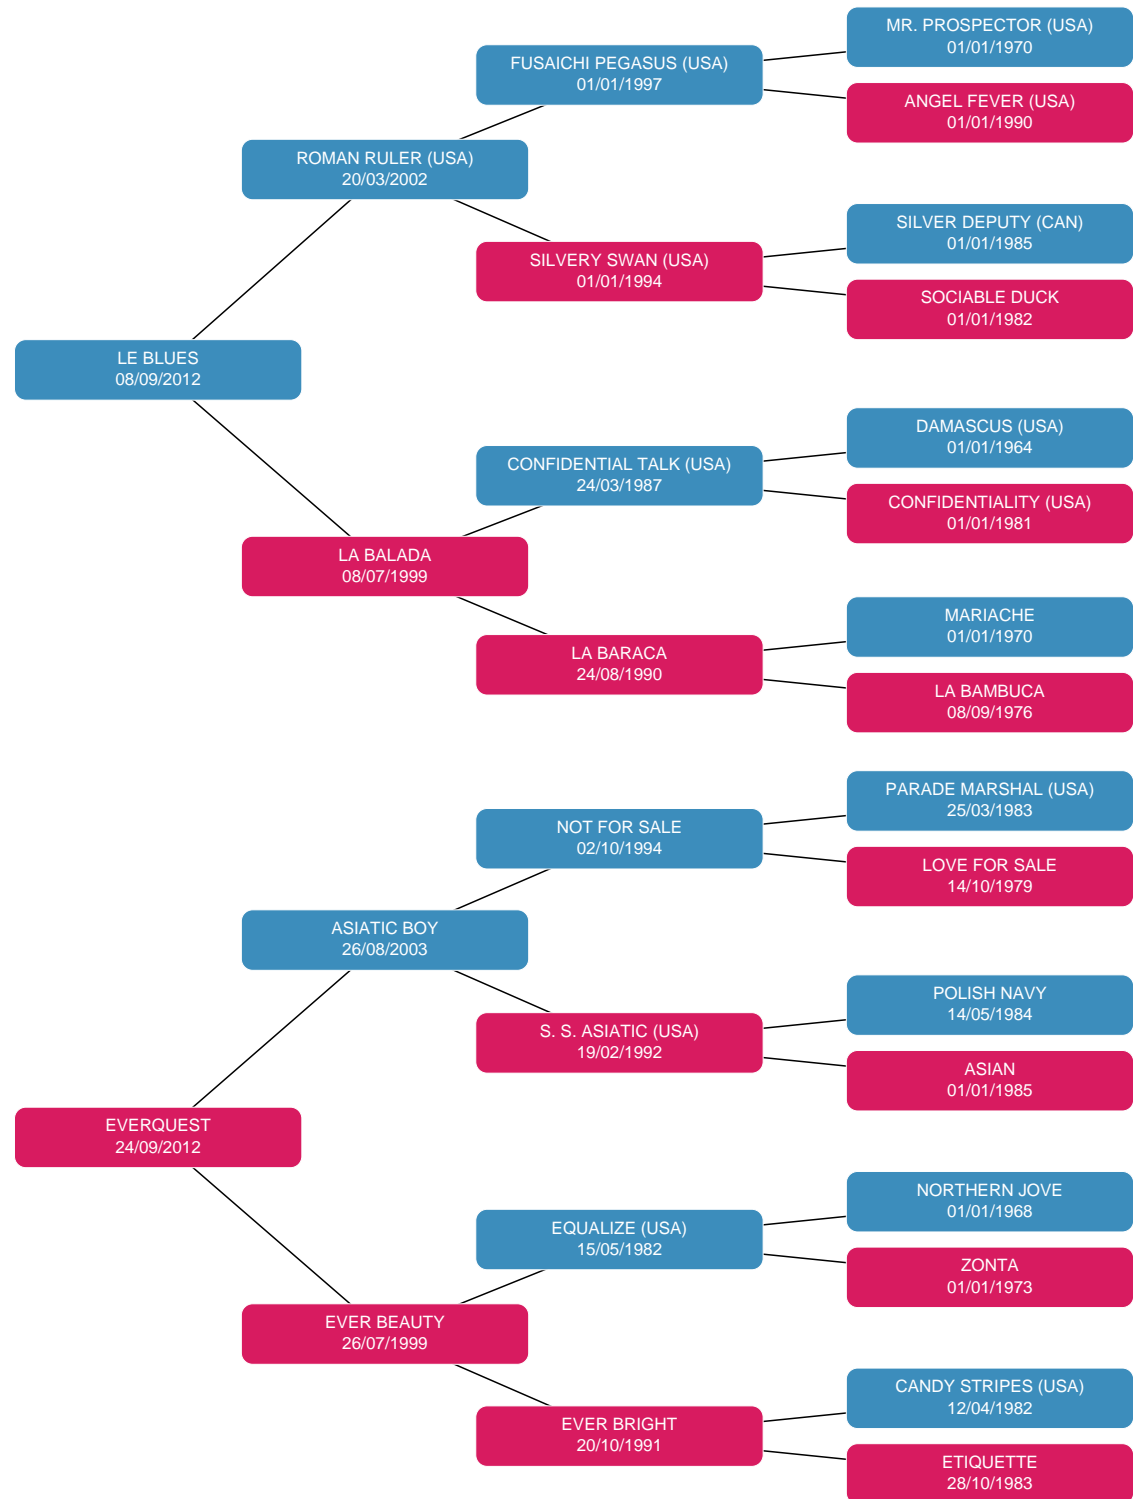 MR. PROSPECTOR (USA)
01/01/1970
FUSAICHI PEGASUS (USA)
01/01/1997
ANGEL FEVER (USA)
01/01/1990
ROMAN RULER (USA)
20/03/2002
SILVER DEPUTY (CAN)
01/01/1985
SILVERY SWAN (USA)
01/01/1994
SOCIABLE DUCK
01/01/1982
LE BLUES
08/09/2012
DAMASCUS (USA)
01/01/1964
CONFIDENTIAL TALK (USA)
24/03/1987
CONFIDENTIALITY (USA)
01/01/1981
LA BALADA
08/07/1999
MARIACHE
01/01/1970
LA BARACA
24/08/1990
LA BAMBUCA
08/09/1976
PARADE MARSHAL (USA)
25/03/1983
NOT FOR SALE
02/10/1994
LOVE FOR SALE
14/10/1979
ASIATIC BOY
26/08/2003
POLISH NAVY
14/05/1984
S. S. ASIATIC (USA)
19/02/1992
ASIAN
01/01/1985
EVERQUEST
24/09/2012
NORTHERN JOVE
01/01/1968
EQUALIZE (USA)
15/05/1982
ZONTA
01/01/1973
EVER BEAUTY
26/07/1999
CANDY STRIPES (USA)
12/04/1982
EVER BRIGHT
20/10/1991
ETIQUETTE
28/10/1983